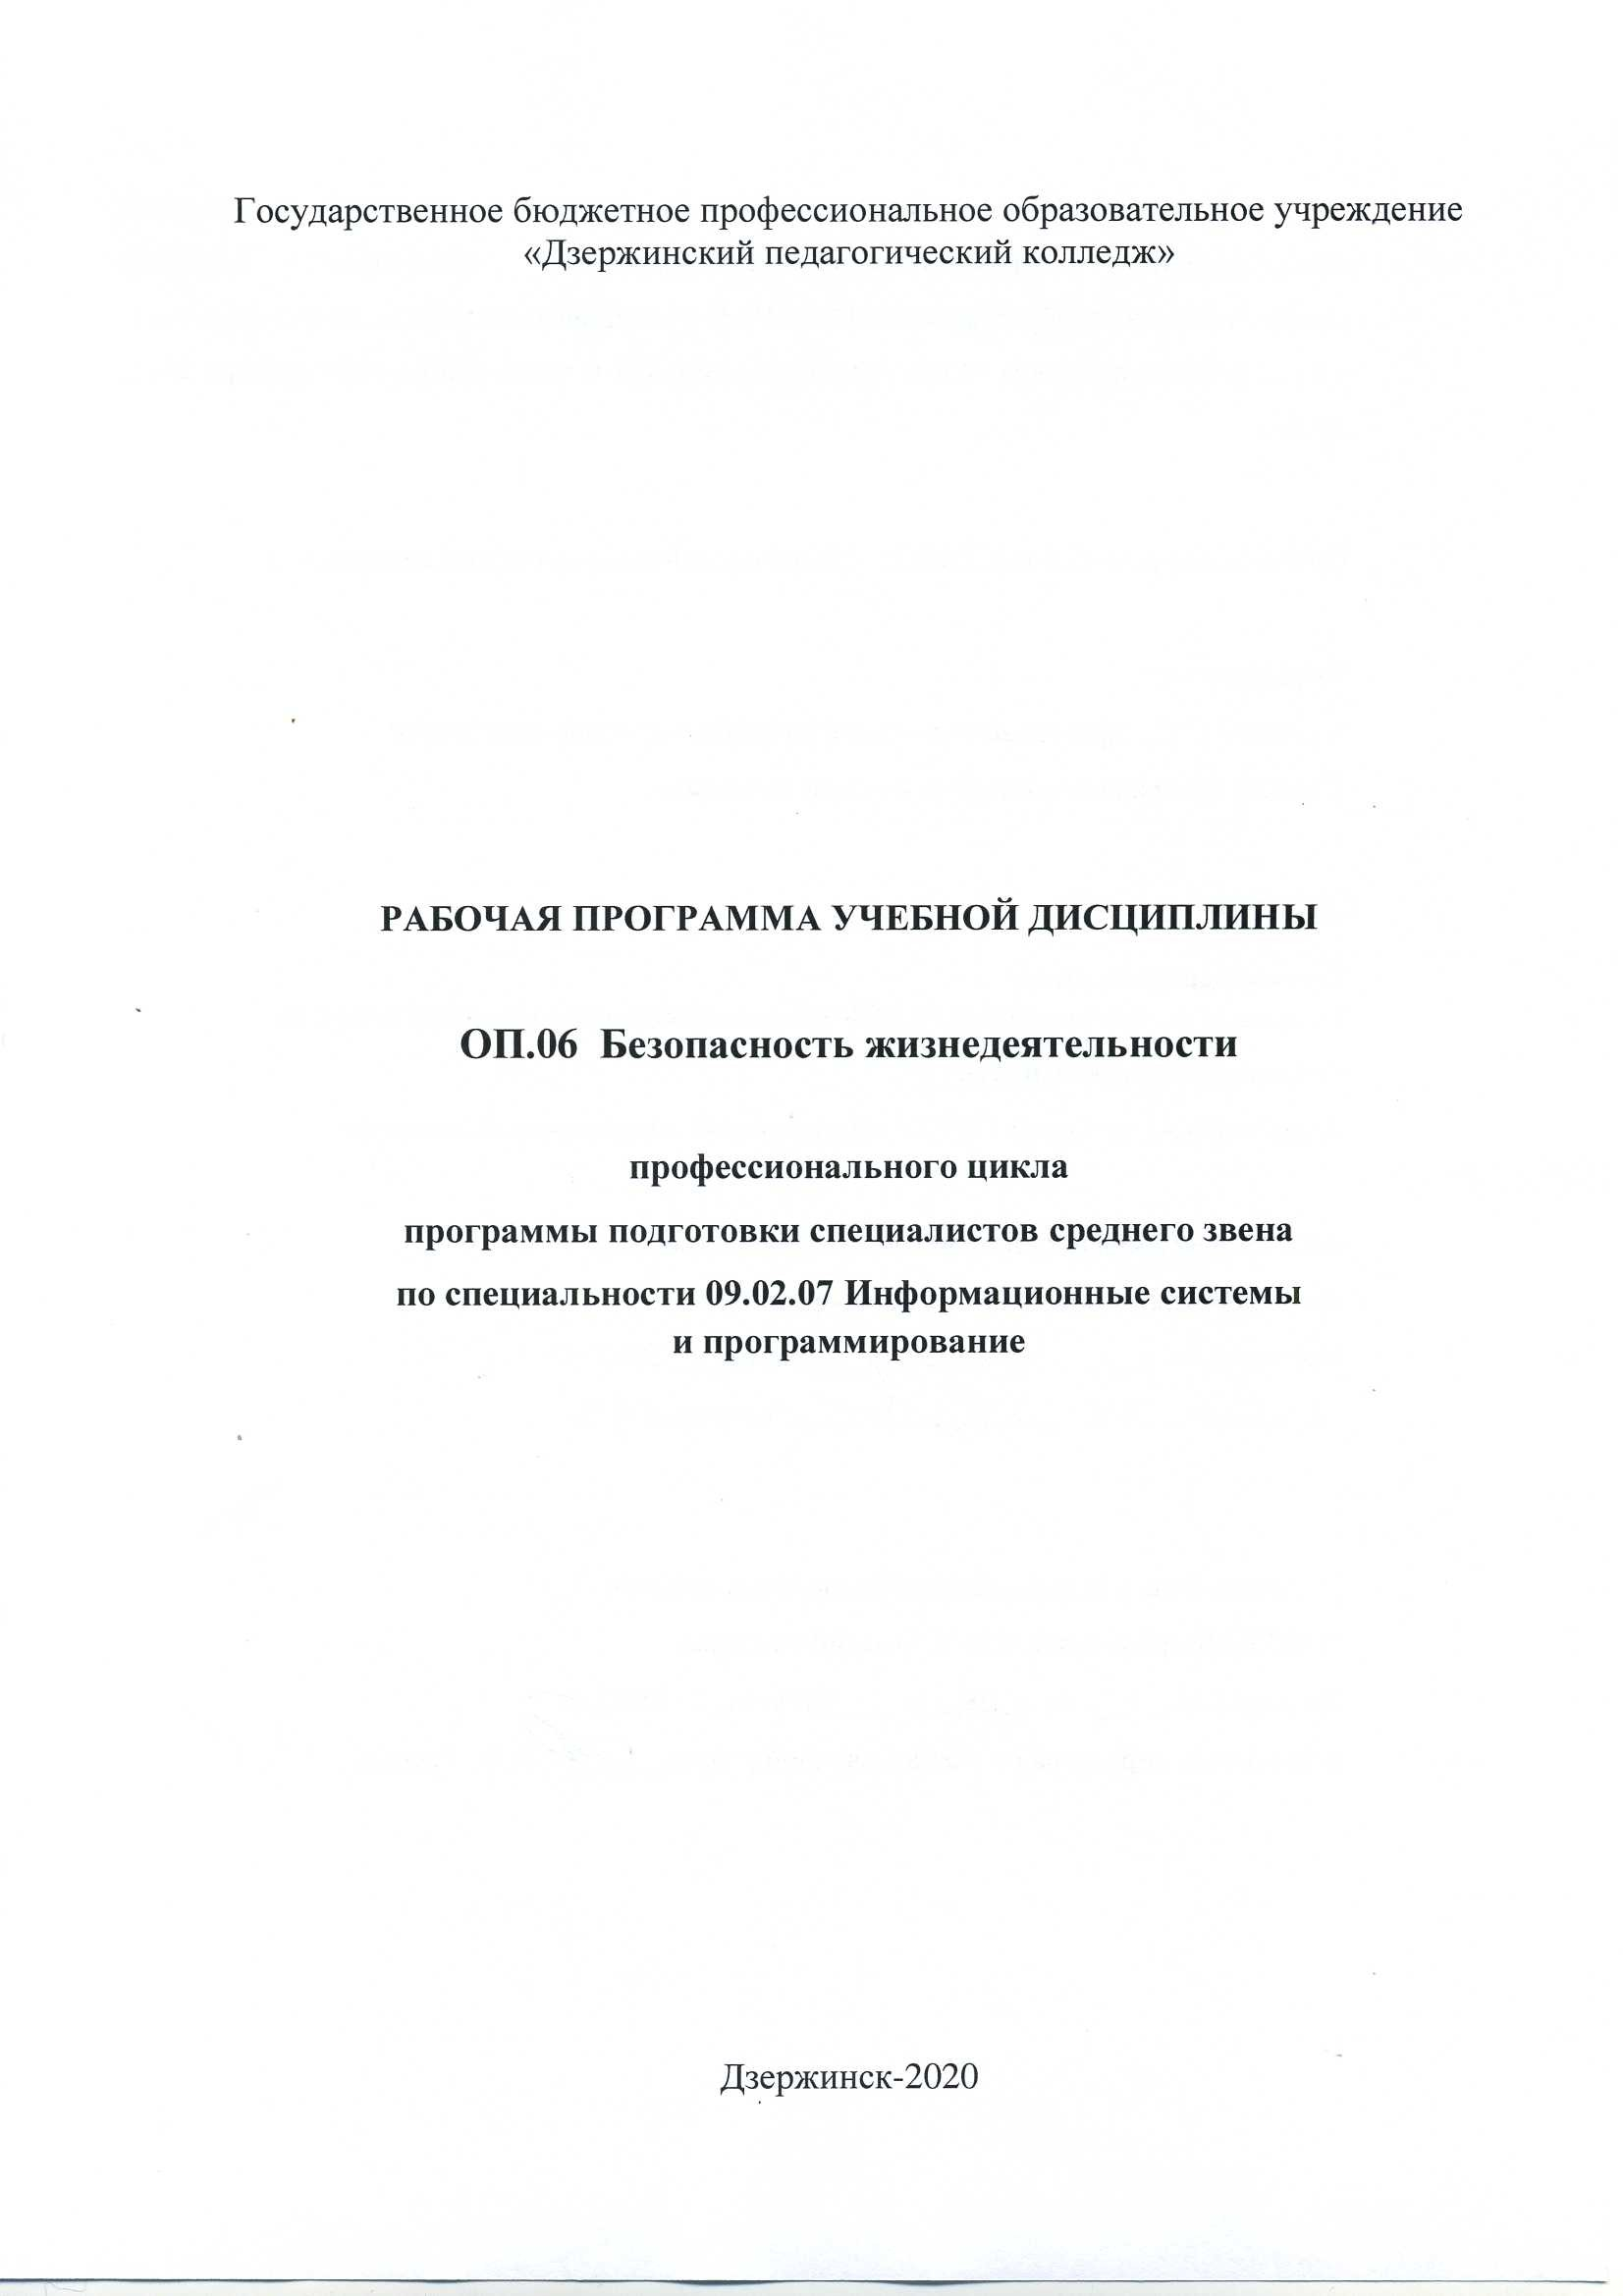 Государственное бюджетное профессиональное образовательное учреждение
«Дзержинский педагогический колледж»
РАБОЧАЯ ПРОГРАММА УЧЕБНОЙ ДИСЦИПЛИНЫ
ОП.06 Безопасность жизнедеятельности
профессионального цикла
программы подготовки специалистов среднего звена
по специальности 09.02.07 Информационные системы
и программирование
Дзержинск-2020